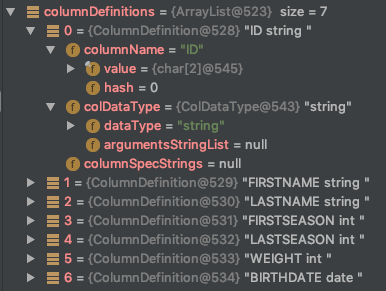 columnDefinitions = {ArrayList@523} size = 7
0 = {ColumnDefinition@528} "ID string "
f columnName = "ID"
f value = {char[2]@545}
f hash = 0
f colDataType = {ColDataType@543} "string"
f dataType = "string"
f argumentsStringList = null
f columnSpecStrings = null
1 = {ColumnDefinition@529} "FIRSTNAME string "
2 = {ColumnDefinition@530} "LASTNAME string "
3 = {ColumnDefinition@531} "FIRSTSEASON int "
4 = {ColumnDefinition@532} "LASTSEASON int "
5 = {ColumnDefinition@533} "WEIGHT int "
6 = {ColumnDefinition@534} "BIRTHDATE date "